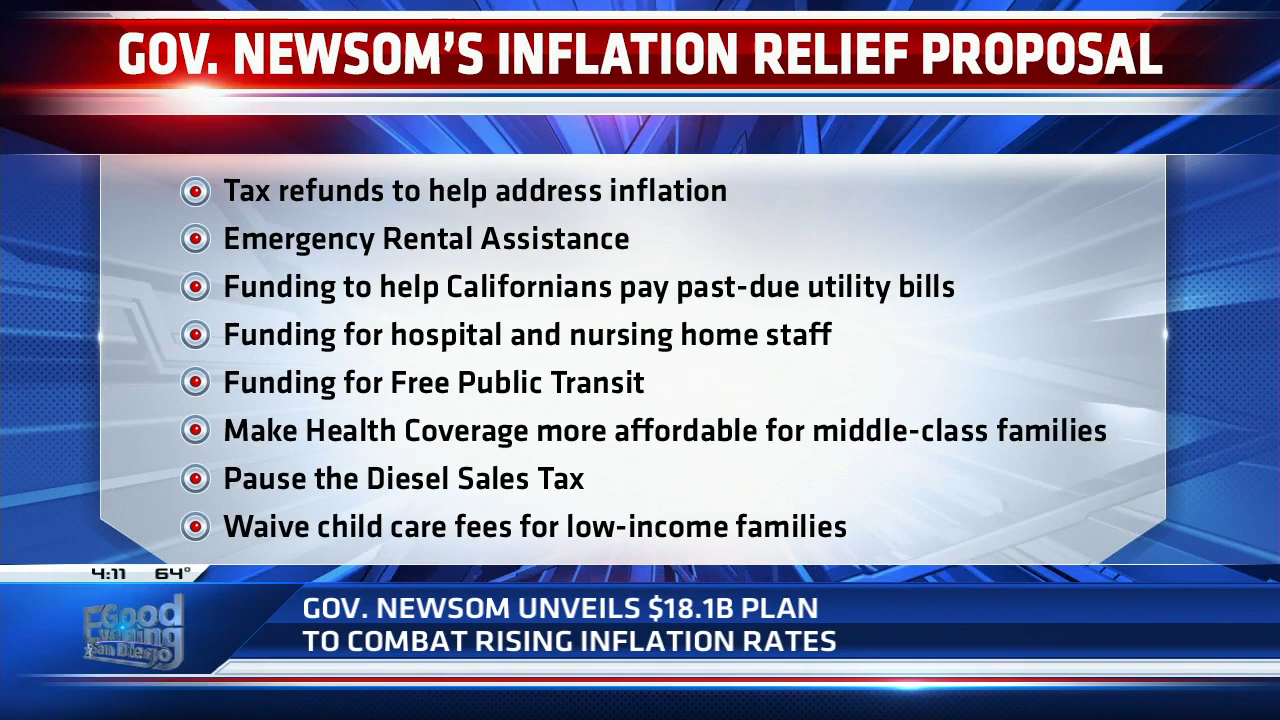 GOV. NEWSOM'S INFLATION RELIEF PROPOSAL
Tax refunds to help address inflation
Emergency Rental Assistance
Funding to help Californians pay past-due utility bills
Funding for hospital and nursing home staff
Funding for Free Public Transit
Make Health Coverage more affordable for middle-class families
Pause the Diesel Sales Tax
Waive child care fees for low-income families
4:11 64°
Good
Evening
San Diego
GOV. NEWSOM UNVEILS $18.1B PLAN
TO COMBAT RISING INFLATION RATES